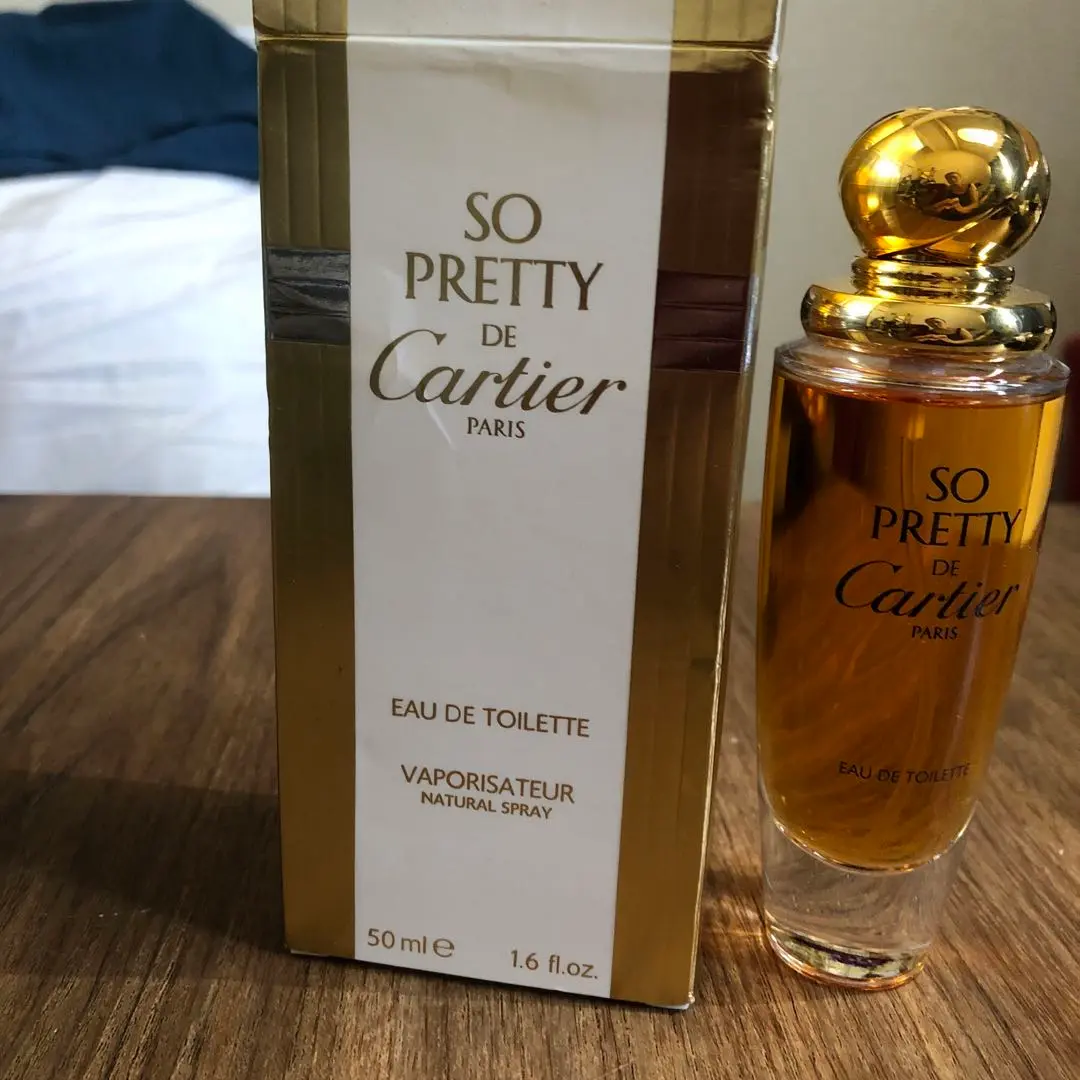 SO
PRETTY
DE
Cartier
PARIS
EAU DE TOILETTE
VAPORISATEUR
NATURAL SPRAY
50 ml e 1.6 fl.oz.
SO
PRETTY
DE
Cartier
PARIS
EAU DE TOILETTE